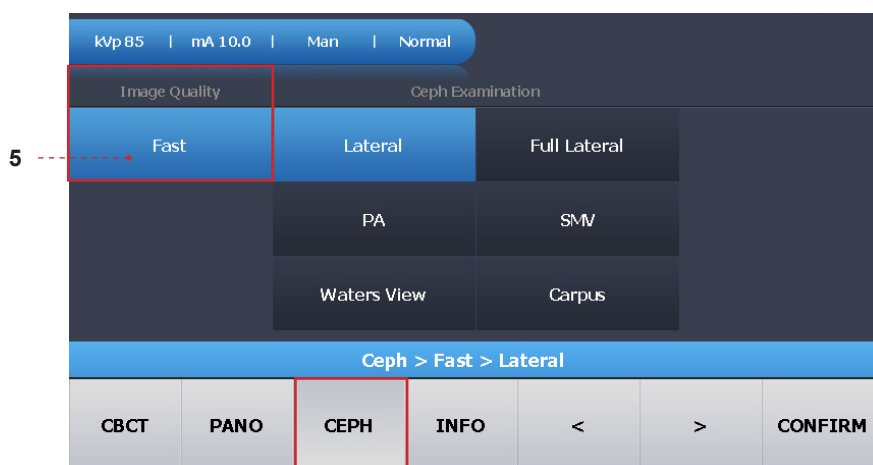 kVp 85 | mA 10.0 | Man | Normal
Image Quality Ceph Examination
5 Fast Lateral Full Lateral
PA SMV
Waters View Carpus
Ceph > Fast > Lateral
CBCT PANO CEPH INFO < > CONFIRM